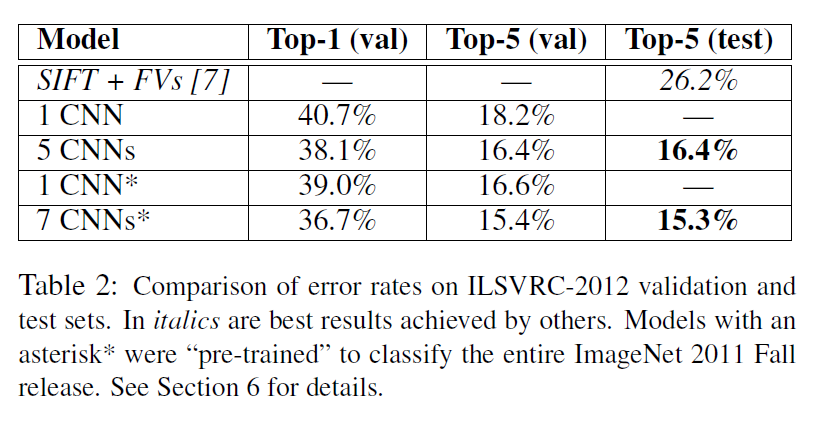 Model Top-1 (val) Top-5 (val) Top-5 (test)
SIFT + FVs [7] — — 26.2%
1 CNN 40.7% 18.2% —
5 CNNs 38.1% 16.4% 16.4%
1 CNN* 39.0% 16.6% —
7 CNNs* 36.7% 15.4% 15.3%
Table 2: Comparison of error rates on ILSVRC-2012 validation and
test sets. In italics are best results achieved by others. Models with an
asterisk* were “pre-trained” to classify the entire ImageNet 2011 Fall
release. See Section 6 for details.